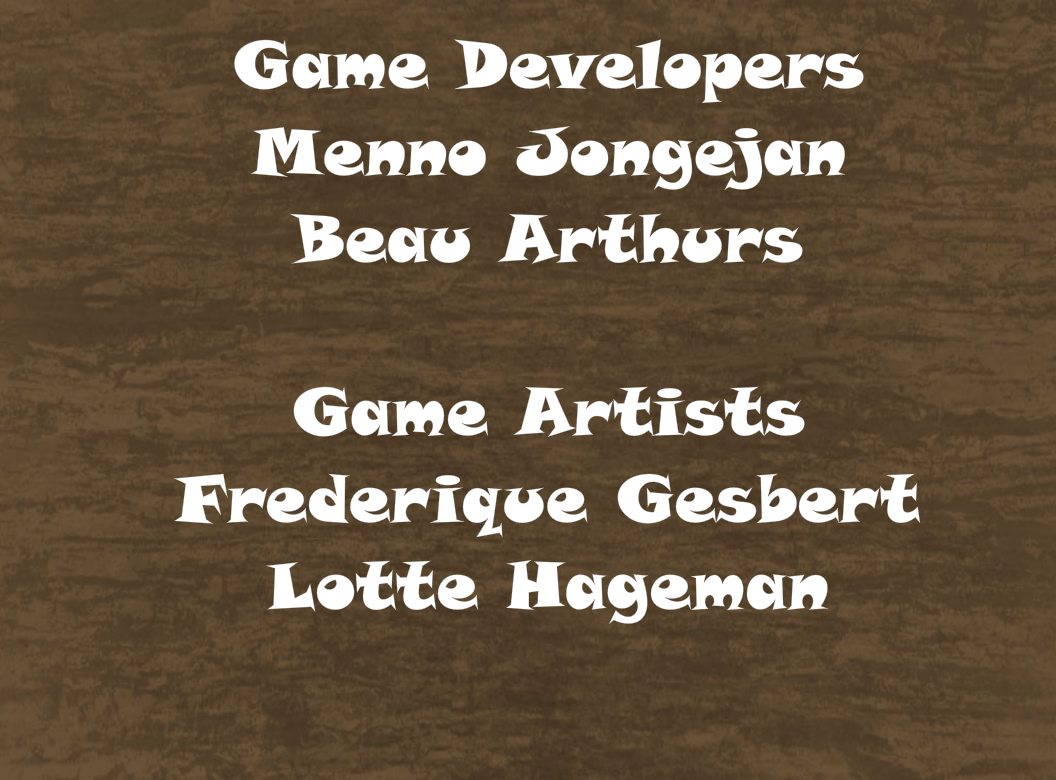 Game Developers
Menno Jongejan
Beau Arthurs
Game Artists
Frederique Gesbert
Lotte Hageman